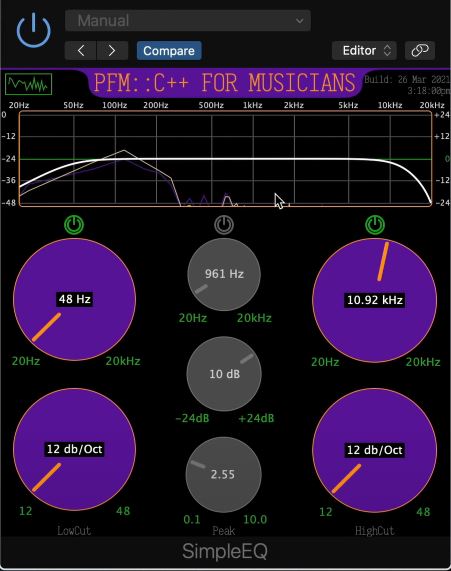 Manual
Compare
Editor
PFM::C++ FOR MUSICIANS
Build: 26 Mar 2021
3:18:00pm
20Hz 50Hz 100Hz 200Hz 500Hz 1kHz 2kHz 5kHz 10kHz 20kHz
0 +24
-12 +12
-24 0
-36 -12
-48 -24
961 Hz
48 Hz
10.92 kHz
20Hz 20kHz
20Hz 20kHz
20Hz 20kHz
10 dB
-24dB +24dB
12 db/Oct
12 db/Oct
2.55
12 48
0.1 10.0
12 48
LowCut Peak HighCut
SimpleEQ